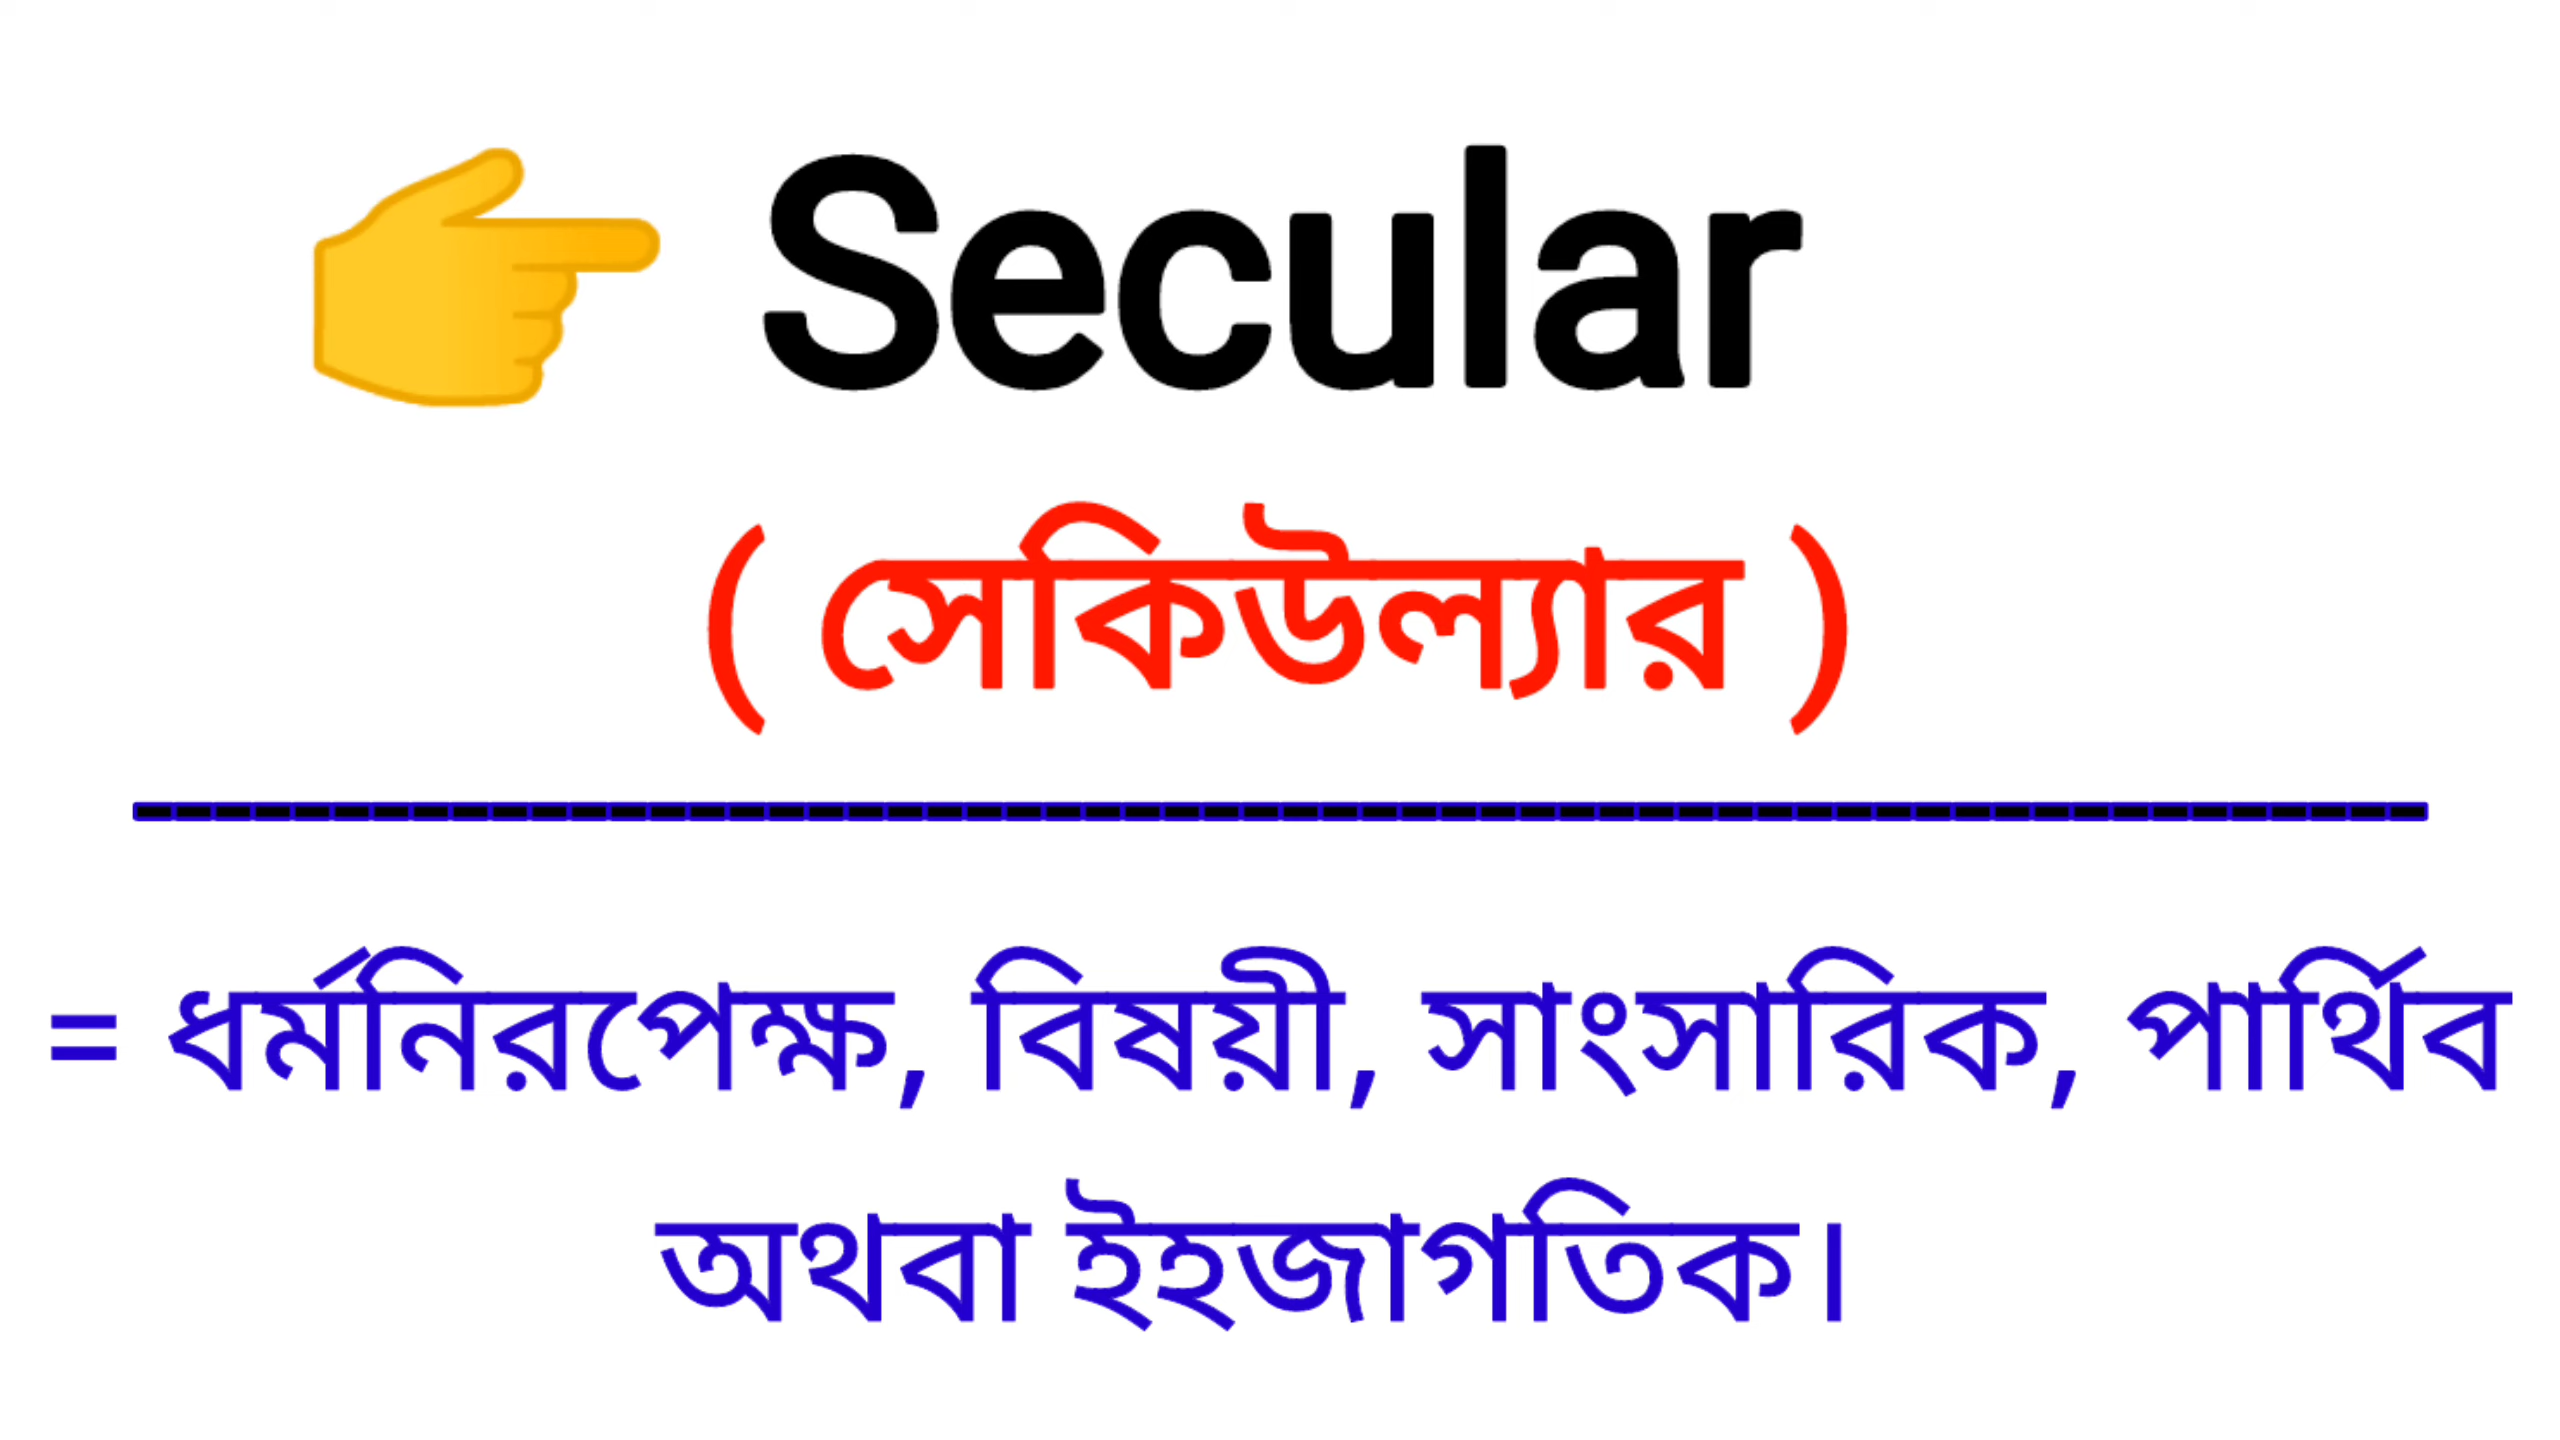 👉 Secular
( সেকিউল্যার )
----------------------------------------------------------
= ধর্মনিরপেক্ষ, বিষয়ী, সাংসারিক, পার্থিব
অথবা ইহজাগতিক।